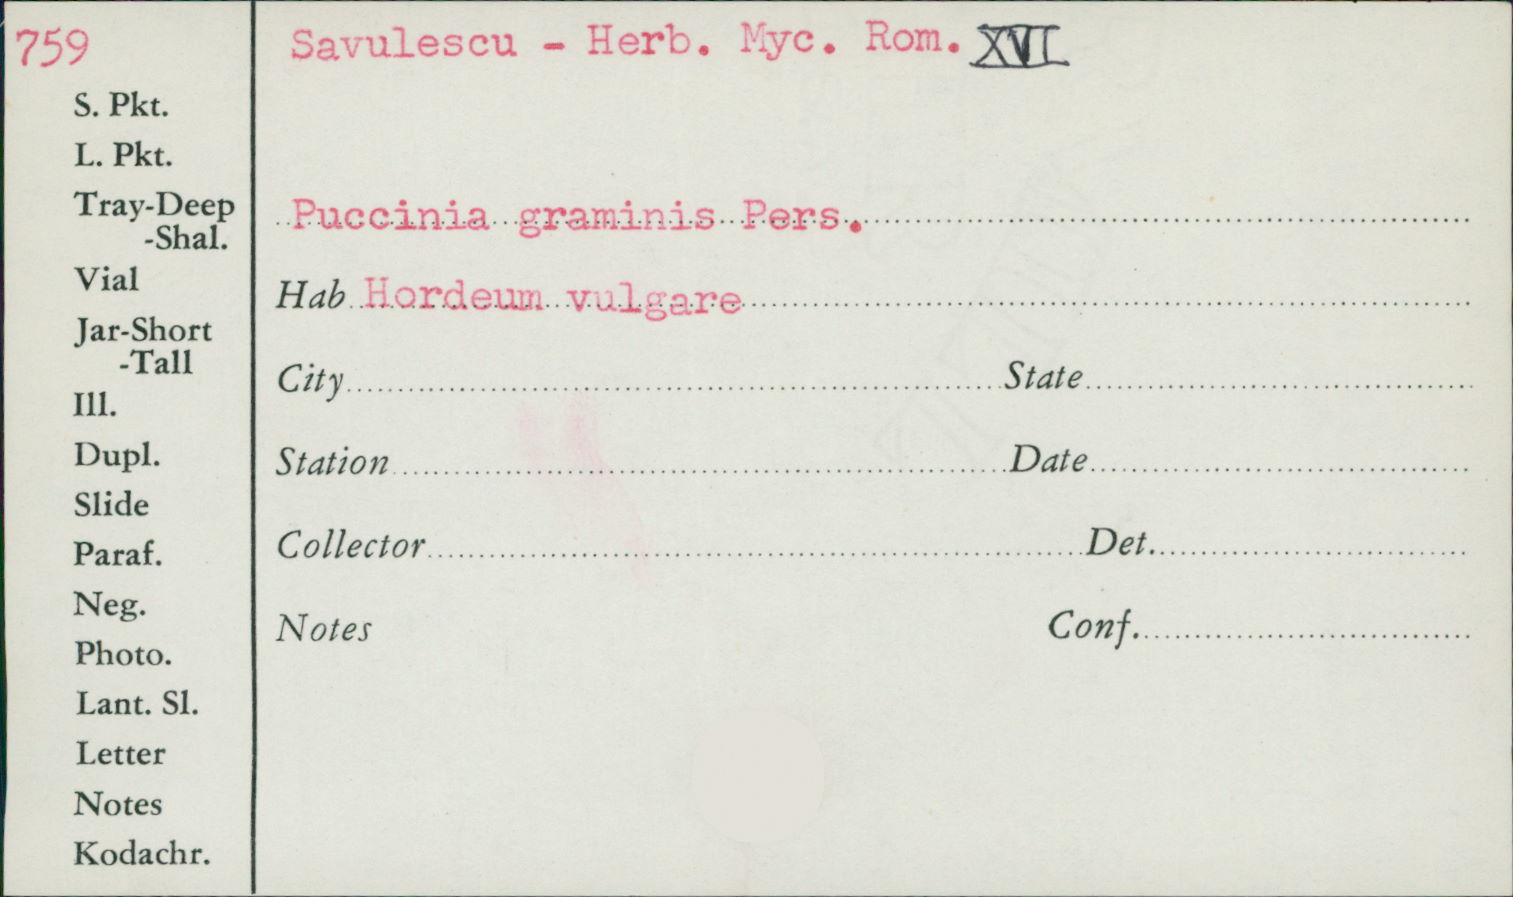 759
Savulescu - Herb. Myc. Rom. XVI
S. Pkt.
L. Pkt.
Tray-Deep
-Shal.
Vial
Jar-Short
-Tall
Ill.
Dupl.
Slide
Paraf.
Neg.
Photo.
Lant. Sl.
Letter
Notes
Kodachr.
Puccinia graminis Pers.
Hab Hordeum vulgare
City State
Station Date
Collector Det.
Notes Conf.